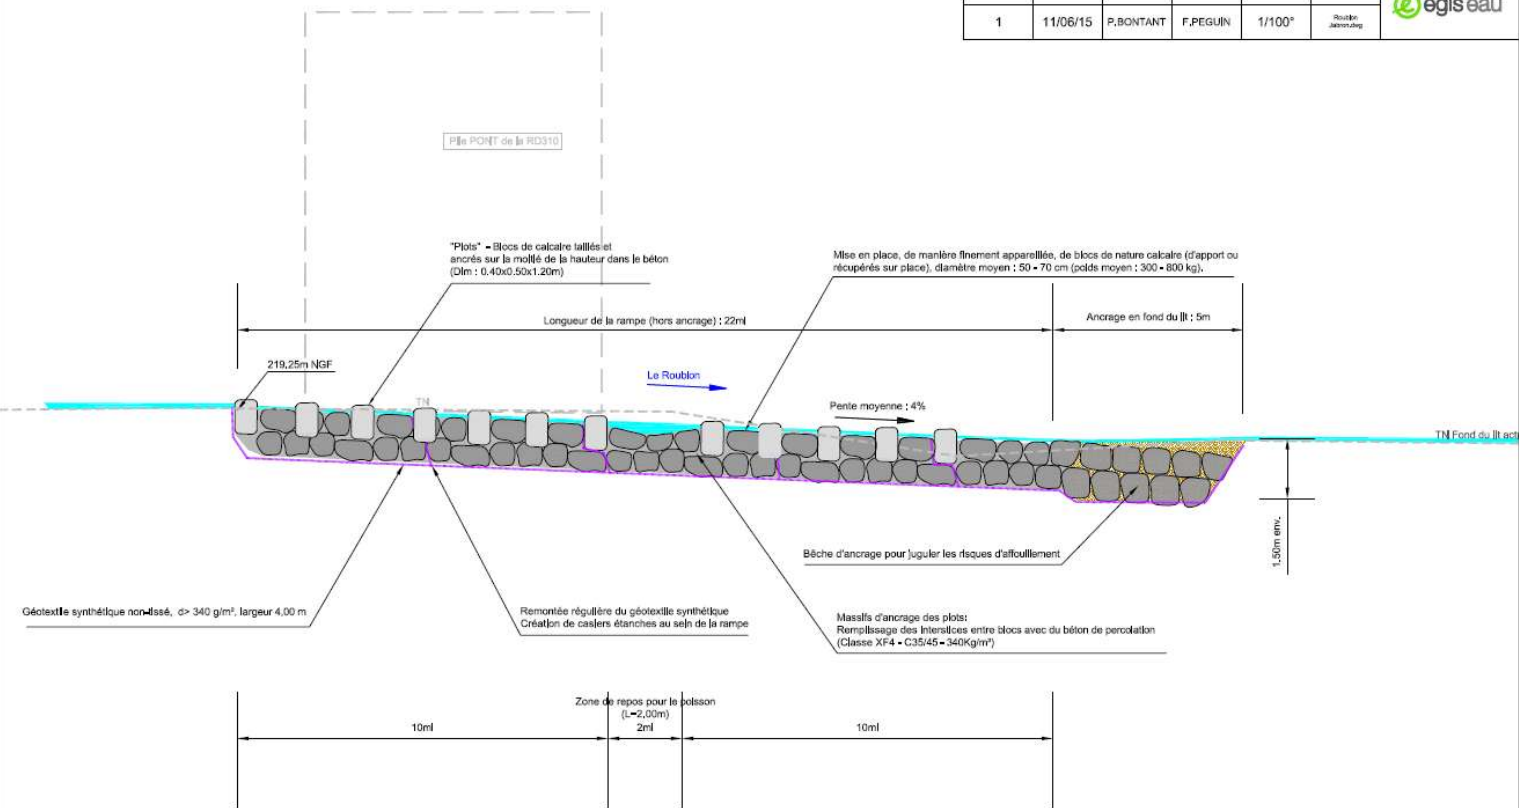 egis eau
1 11/06/15 P.BONTANT F.PEGUIN 1/100° Roubion
Jabron.dwg
Pile PONT de la RD310
"Plots" - Blocs de calcaire taillés et
ancrés sur la moitié de la hauteur dans le béton
(Dim : 0.40x0.50x1.20m)
Mise en place, de manière finement appareillée, de blocs de nature calcaire (d'apport ou
récupérés sur place), diamètre moyen : 50 - 70 cm (poids moyen : 300 - 800 kg).
Longueur de la rampe (hors ancrage) : 22ml
Ancrage en fond du lit : 5m
219,25m NGF
Le Roubion
TN
Pente moyenne : 4%
TN Fond du lit act
1,50m env.
Bêche d'ancrage pour juguler les risques d'affouillement
Géotextile synthétique non-tissé, d> 340 g/m², largeur 4,00 m
Remontée régulière du géotextile synthétique
Création de casiers étanches au sein de la rampe
Massifs d'ancrage des plots:
Remplissage des interstices entre blocs avec du béton de percolation
(Classe XF4 - C35/45 - 340Kg/m³)
Zone de repos pour le poisson
(L=2,00m)
10ml 2ml 10ml